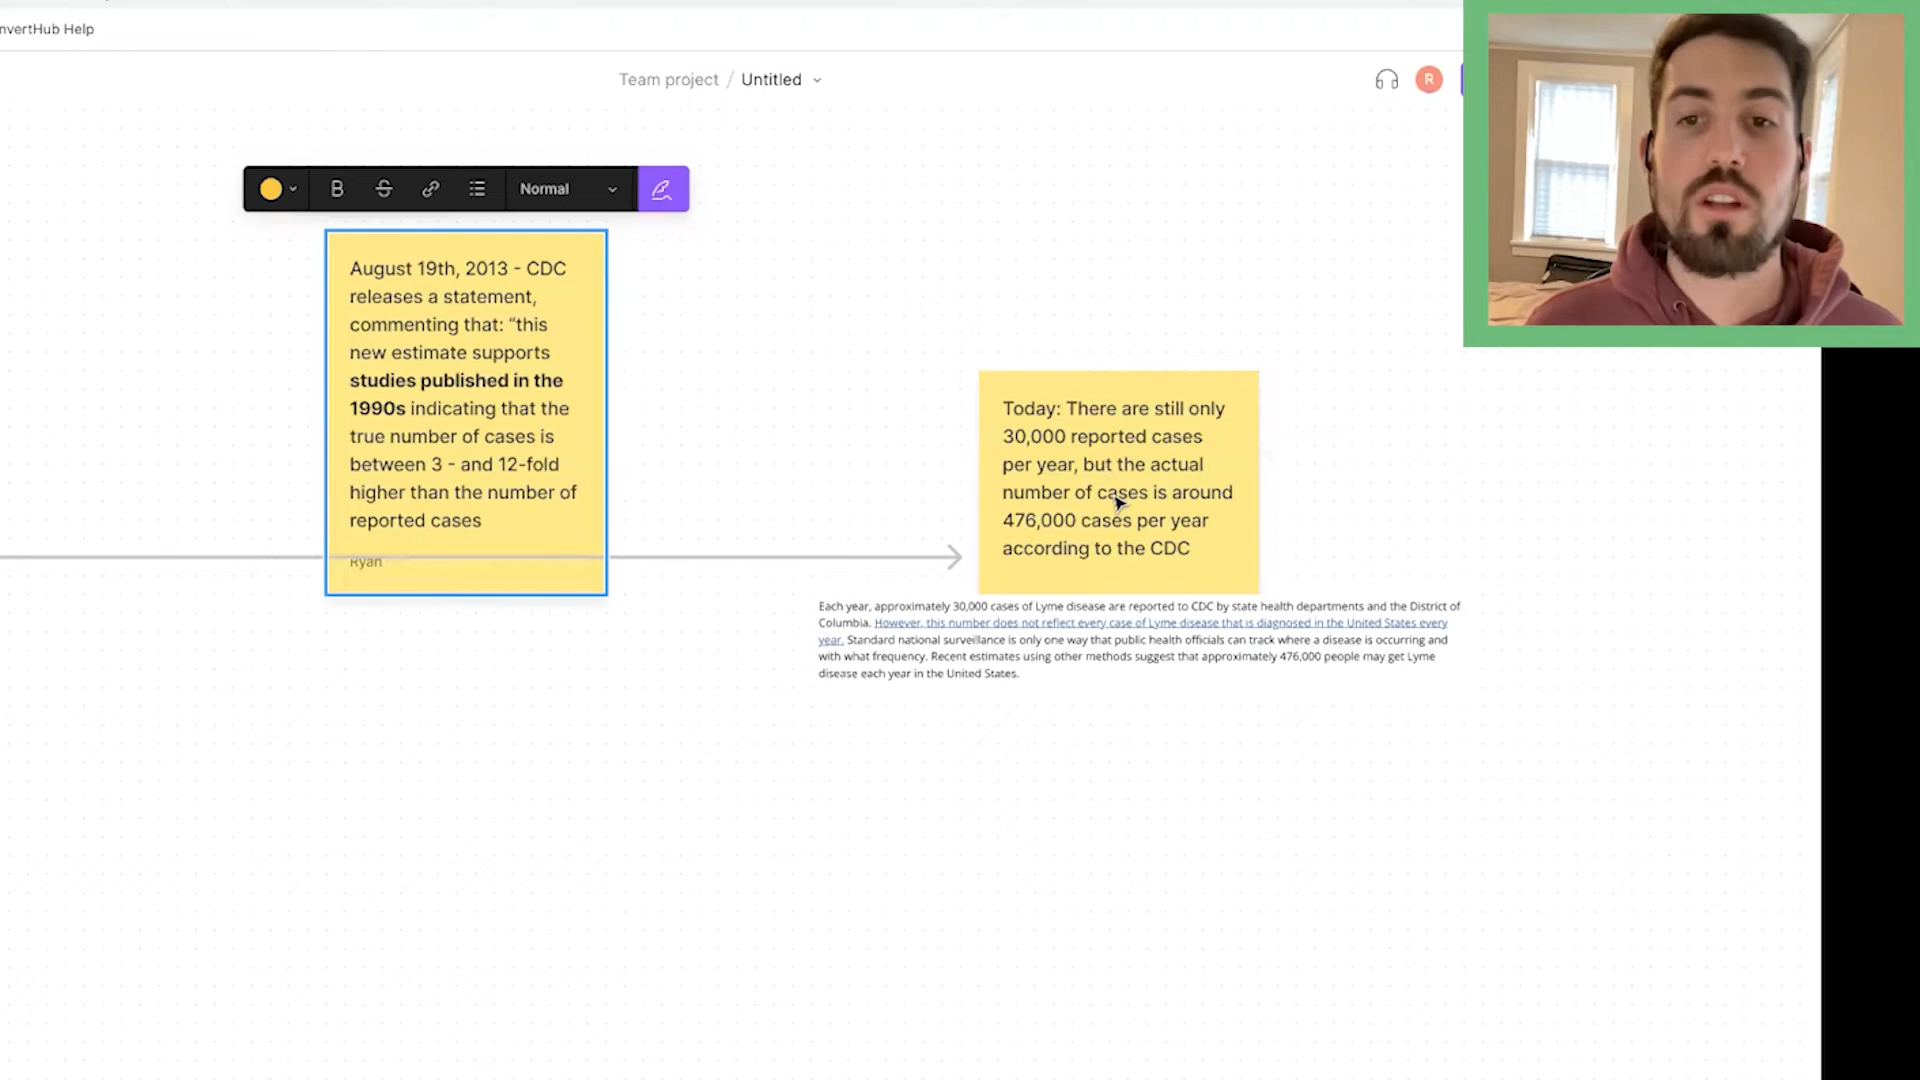 nvertHub Help
Team project / Untitled
R
B S Normal
August 19th, 2013 - CDC
releases a statement,
commenting that: “this
new estimate supports
studies published in the
1990s indicating that the
true number of cases is
between 3 - and 12-fold
higher than the number of
reported cases
Ryan
Today: There are still only
30,000 reported cases
per year, but the actual
number of cases is around
476,000 cases per year
according to the CDC
Each year, approximately 30,000 cases of Lyme disease are reported to CDC by state health departments and the District of
Columbia. However, this number does not reflect every case of Lyme disease that is diagnosed in the United States every
year. Standard national surveillance is only one way that public health officials can track where a disease is occurring and
with what frequency. Recent estimates using other methods suggest that approximately 476,000 people may get Lyme
disease each year in the United States.